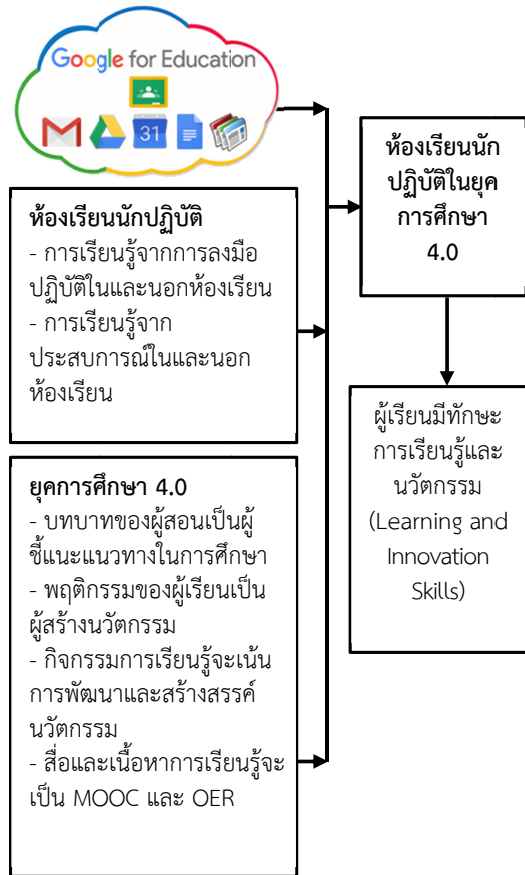 Google for Education
31
ห้องเรียนนักปฏิบัติ
- การเรียนรู้จากการลงมือ
ปฏิบัติในและนอกห้องเรียน
- การเรียนรู้จาก
ประสบการณ์ในและนอก
ห้องเรียน
ยุคการศึกษา 4.0
- บทบาทของผู้สอนเป็นผู้
ชี้แนะแนวทางในการศึกษา
- พฤติกรรมของผู้เรียนเป็น
ผู้สร้างนวัตกรรม
- กิจกรรมการเรียนรู้จะเน้น
การพัฒนาและสร้างสรรค์
นวัตกรรม
- สื่อและเนื้อหาการเรียนรู้จะ
เป็น MOOC และ OER
ห้องเรียนนัก
ปฏิบัติในยุค
การศึกษา
4.0
ผู้เรียนมีทักษะ
การเรียนรู้และ
นวัตกรรม
(Learning and
Innovation
Skills)